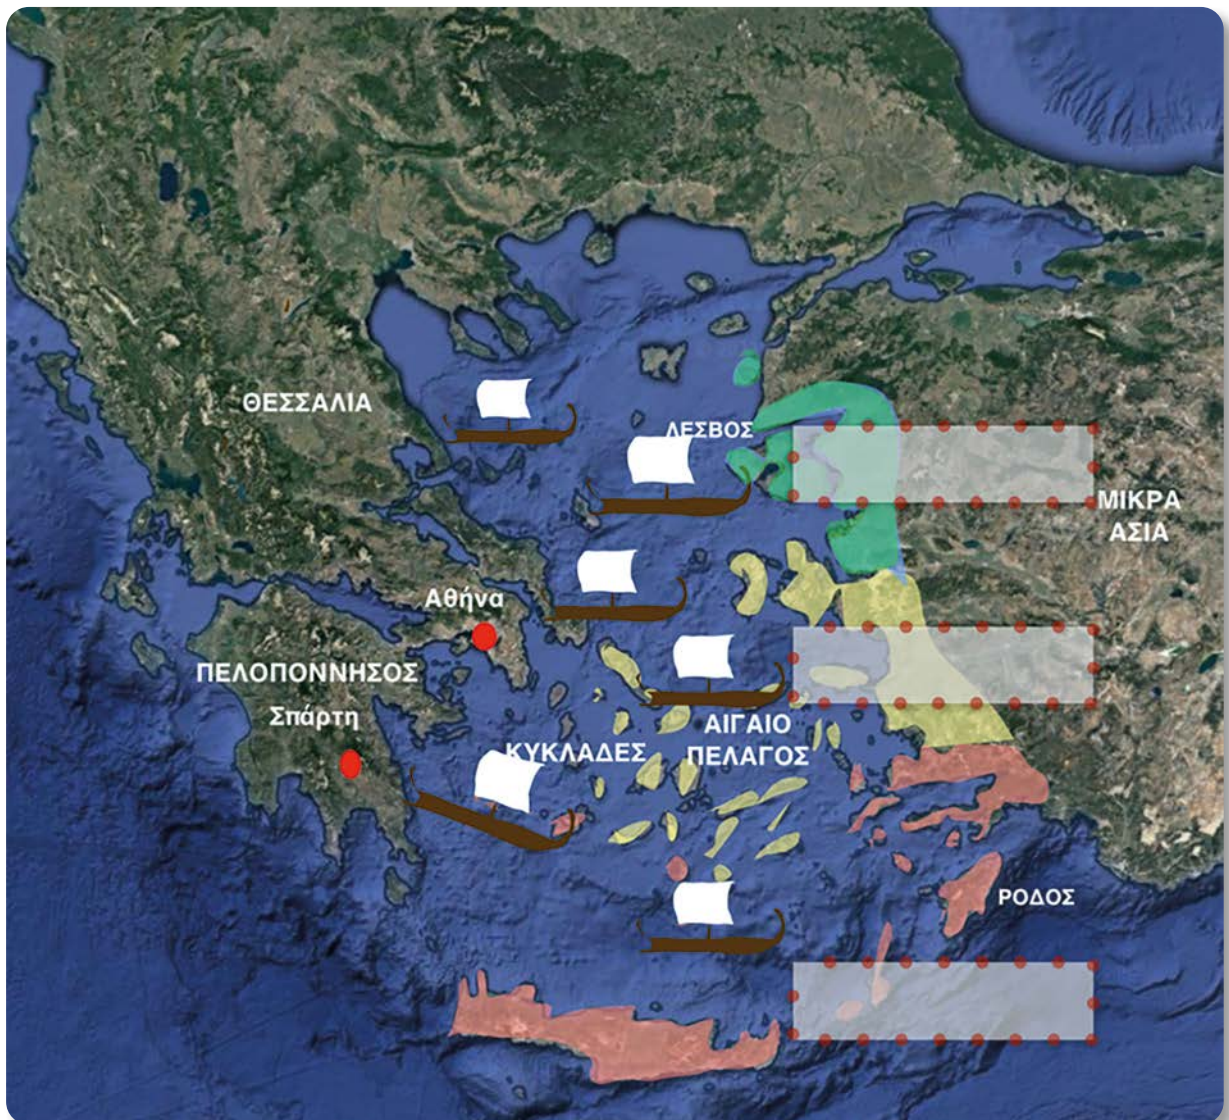 ΘΕΣΣΑΛΙΑ
ΛΕΣΒΟΣ
ΜΙΚΡΑ
ΑΣΙΑ
Αθήνα
ΠΕΛΟΠΟΝΝΗΣΟΣ
Σπάρτη
ΚΥΚΛΑΔΕΣ
ΑΙΓΑΙΟ
ΠΕΛΑΓΟΣ
ΡΟΔΟΣ